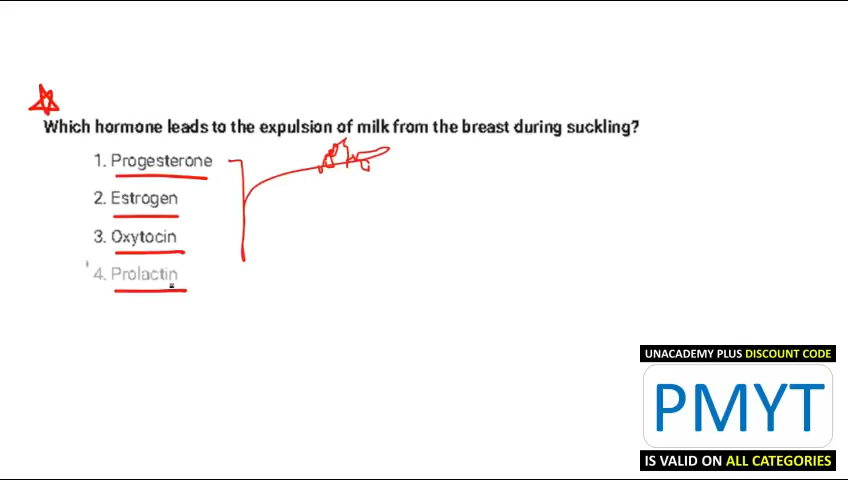 Which hormone leads to the expulsion of milk from the breast during suckling?
1. Progesterone
2. Estrogen
3. Oxytocin
4. Prolactin
UNACADEMY PLUS DISCOUNT CODE
PMYT
IS VALID ON ALL CATEGORIES